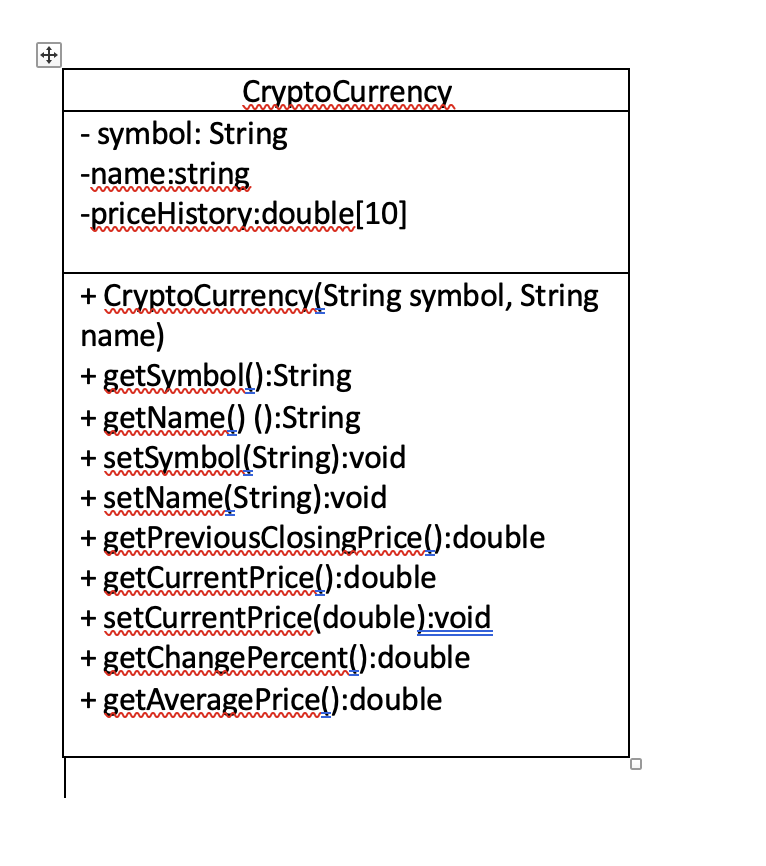 CryptoCurrency
- symbol: String
-name:string
-priceHistory:double[10]
+ CryptoCurrency(String symbol, String
name)
+ getSymbol():String
+ getName() ():String
+ setSymbol(String):void
+ setName(String):void
+ getPreviousClosingPrice():double
+ getCurrentPrice():double
+ setCurrentPrice(double):void
+ getChangePercent():double
+ getAveragePrice():double